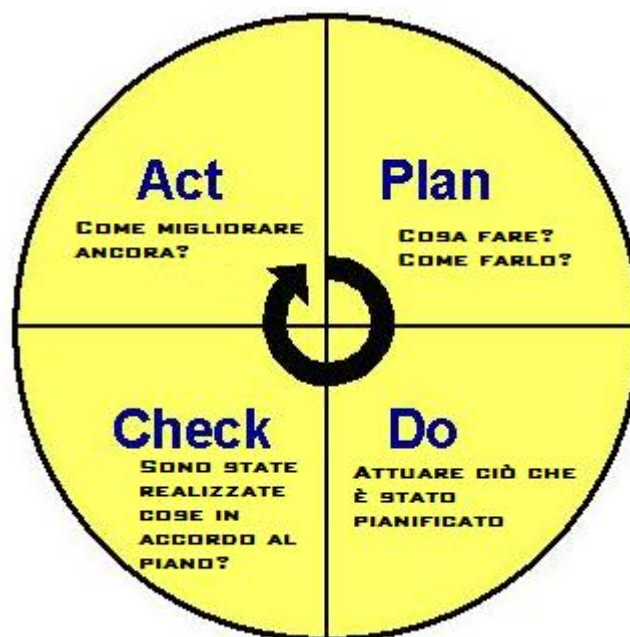 Act
COME MIGLIORARE
ANCORA?
Plan
COSA FARE?
COME FARLO?
Check
SONO STATE
REALIZZATE
COSE IN
ACCORDO AL
PIANO?
Do
ATTUARE CIÒ CHE
È STATO
PIANIFICATO